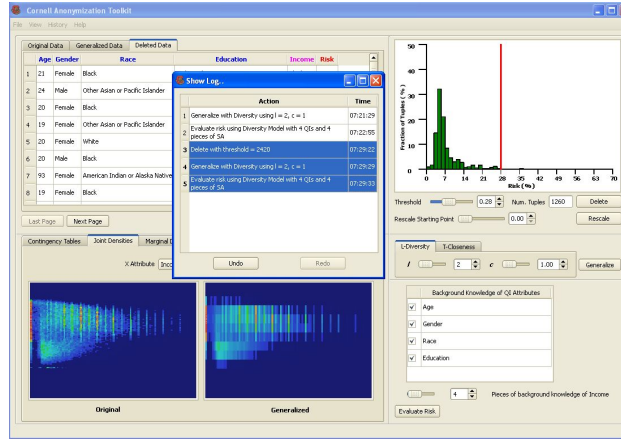 Cornell Anonymization Toolkit
File View History Help
Original Data Generalized Data Deleted Data
Age Gender Race Education Income Risk
1 21 Female Black
2 24 Male Other Asian or Pacific Islander
3 20 Female Black
4 19 Female Other Asian or Pacific Islander
5 20 Female White
6 20 Male Black
7 93 Female American Indian or Alaska Native
8 19 Female Black
Last Page Next Page
Show Log..
Action Time
1 Generalize with Diversity using l = 2, c = 1 07:21:29
2 Evaluate risk using Diversity Model with 4 QIs and 4 pieces of SA 07:22:55
3 Delete with threshold = 2420 07:29:22
4 Generalize with Diversity using l = 2, c = 1 07:29:29
5 Evaluate risk using Diversity Model with 4 QIs and 4 pieces of SA 07:29:33
Undo Redo
Contingency Tables Joint Densities Marginal
X Attribute Inco
Original Generalized
Fraction of Tuples ( % )
50
40
30
20
10
0
0 7 14 21 28 35 42 49 56 63 70
Risk ( % )
Threshold 0.28 Num. Tuples 1260 Delete
Rescale Starting Point 0.00 Rescale
L-Diversity T-Closeness
l 2 c 1.00 Generalize
Background Knowledge of QI Attributes
Age
Gender
Race
Education
4 Pieces of background knowledge of Income
Evaluate Risk